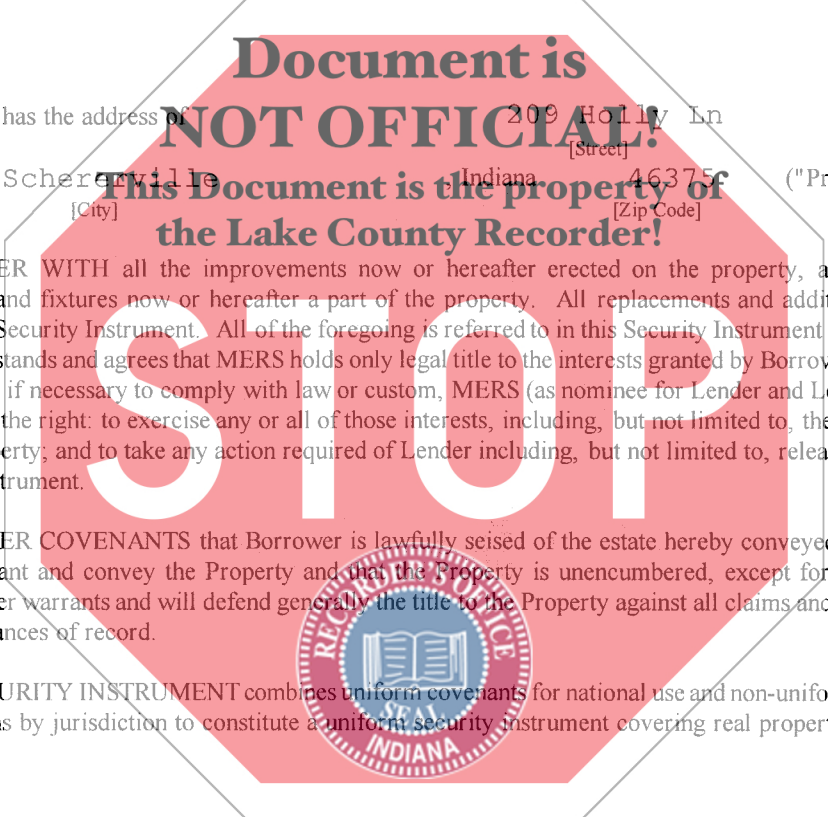 Document is
has the address of 209 Holly Ln
NOT OFFICIAL!
[Street]
Schererville , Indiana 46375 ("Pr
This Document is the property of
[City] [Zip Code]
the Lake County Recorder!
ER WITH all the improvements now or hereafter erected on the property, a
and fixtures now or hereafter a part of the property. All replacements and addit
Security Instrument. All of the foregoing is referred to in this Security Instrument
stands and agrees that MERS holds only legal title to the interests granted by Borrow
if necessary to comply with law or custom, MERS (as nominee for Lender and Le
the right: to exercise any or all of those interests, including, but not limited to, the
erty; and to take any action required of Lender including, but not limited to, relea
trument.
STOP
ER COVENANTS that Borrower is lawfully seised of the estate hereby conveyed
ant and convey the Property and that the Property is unencumbered, except for
er warrants and will defend generally the title to the Property against all claims and
nces of record.
RECORDER'S OFFICE
URITY INSTRUMENT combines uniform covenants for national use and non-unifo
SEAL
s by jurisdiction to constitute a uniform security instrument covering real propert
INDIANA